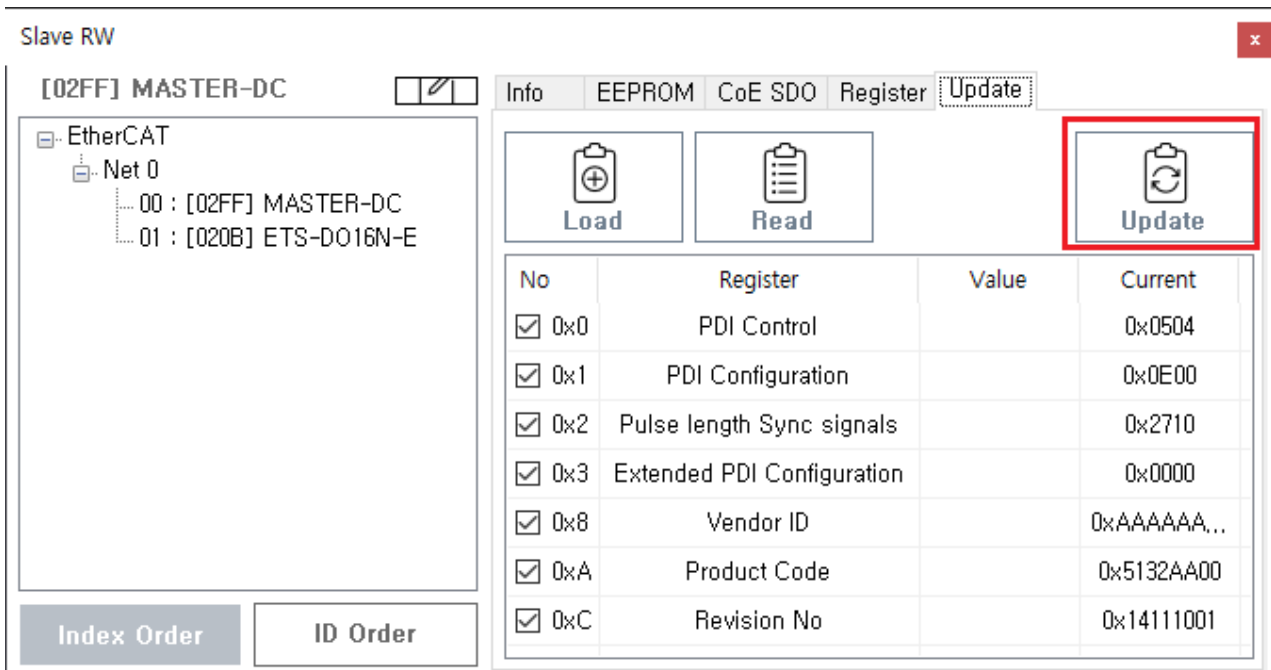 Slave RW
x
[02FF] MASTER-DC
EtherCAT
Net 0
00 : [02FF] MASTER-DC
01 : [020B] ETS-DO16N-E
Index Order
ID Order
Info EEPROM CoE SDO Register Update
Load Read Update
No Register Value Current
0x0 PDI Control 0x0504
0x1 PDI Configuration 0x0E00
0x2 Pulse length Sync signals 0x2710
0x3 Extended PDI Configuration 0x0000
0x8 Vendor ID 0xAAAAAA...
0xA Product Code 0x5132AA00
0xC Revision No 0x14111001